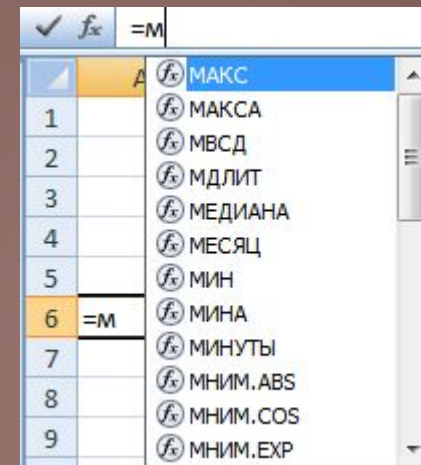 =м
A
МАКС
1
МАКСА
2
МВСД
3
МДЛИТ
МЕДИАНА
4
МЕСЯЦ
5
МИН
6 =м
МИНА
7
МИНУТЫ
8
МНИМ.ABS
МНИМ.COS
9
МНИМ.EXP